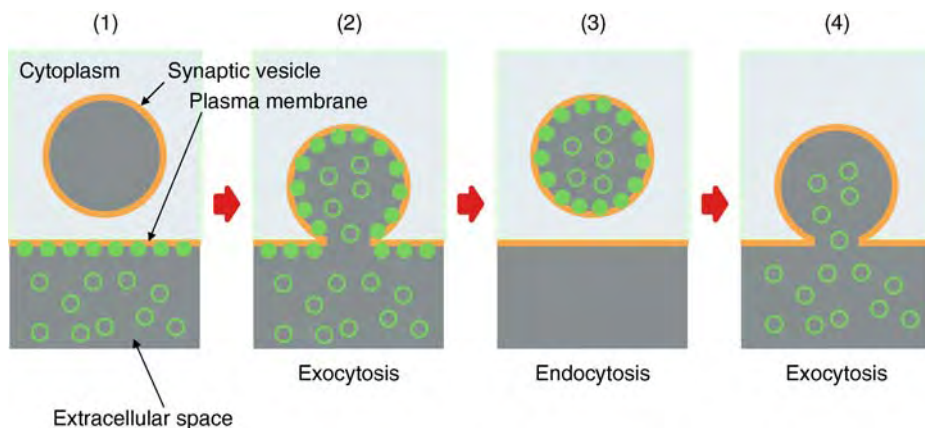 (1)
(2)
(3)
(4)
Cytoplasm
Synaptic vesicle
Plasma membrane
Exocytosis
Endocytosis
Exocytosis
Extracellular space